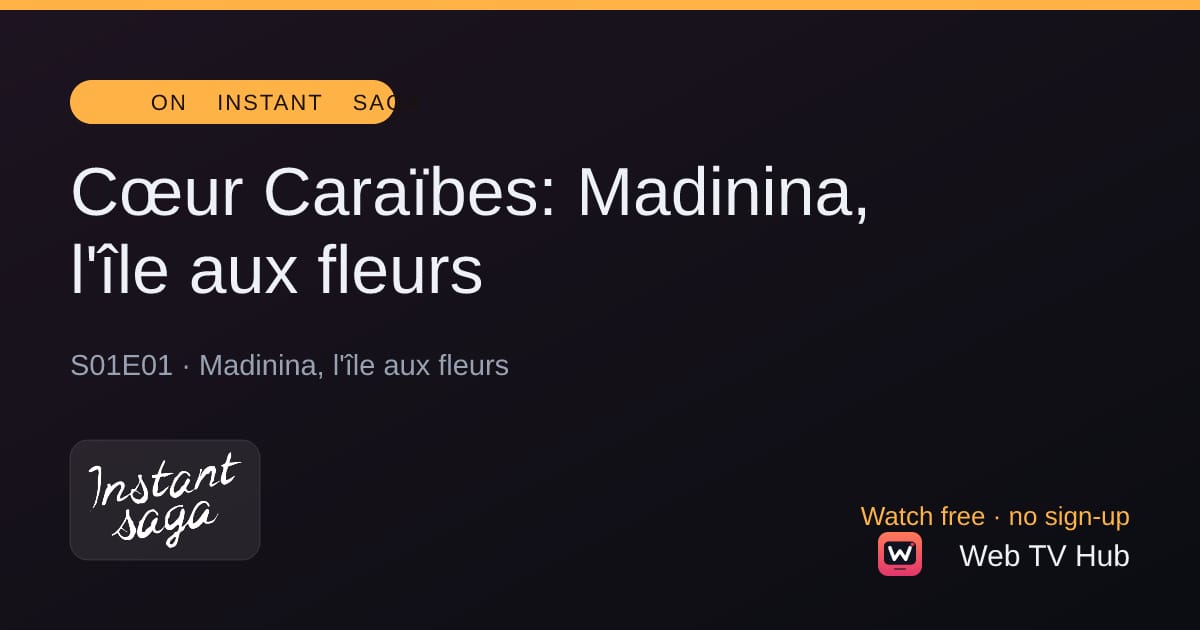 ON INSTANT SAGA
Cœur Caraïbes: Madinina,
l'île aux fleurs
S01E01 · Madinina, l'île aux fleurs
Instant
saga
Watch free · no sign-up
W
Web TV Hub